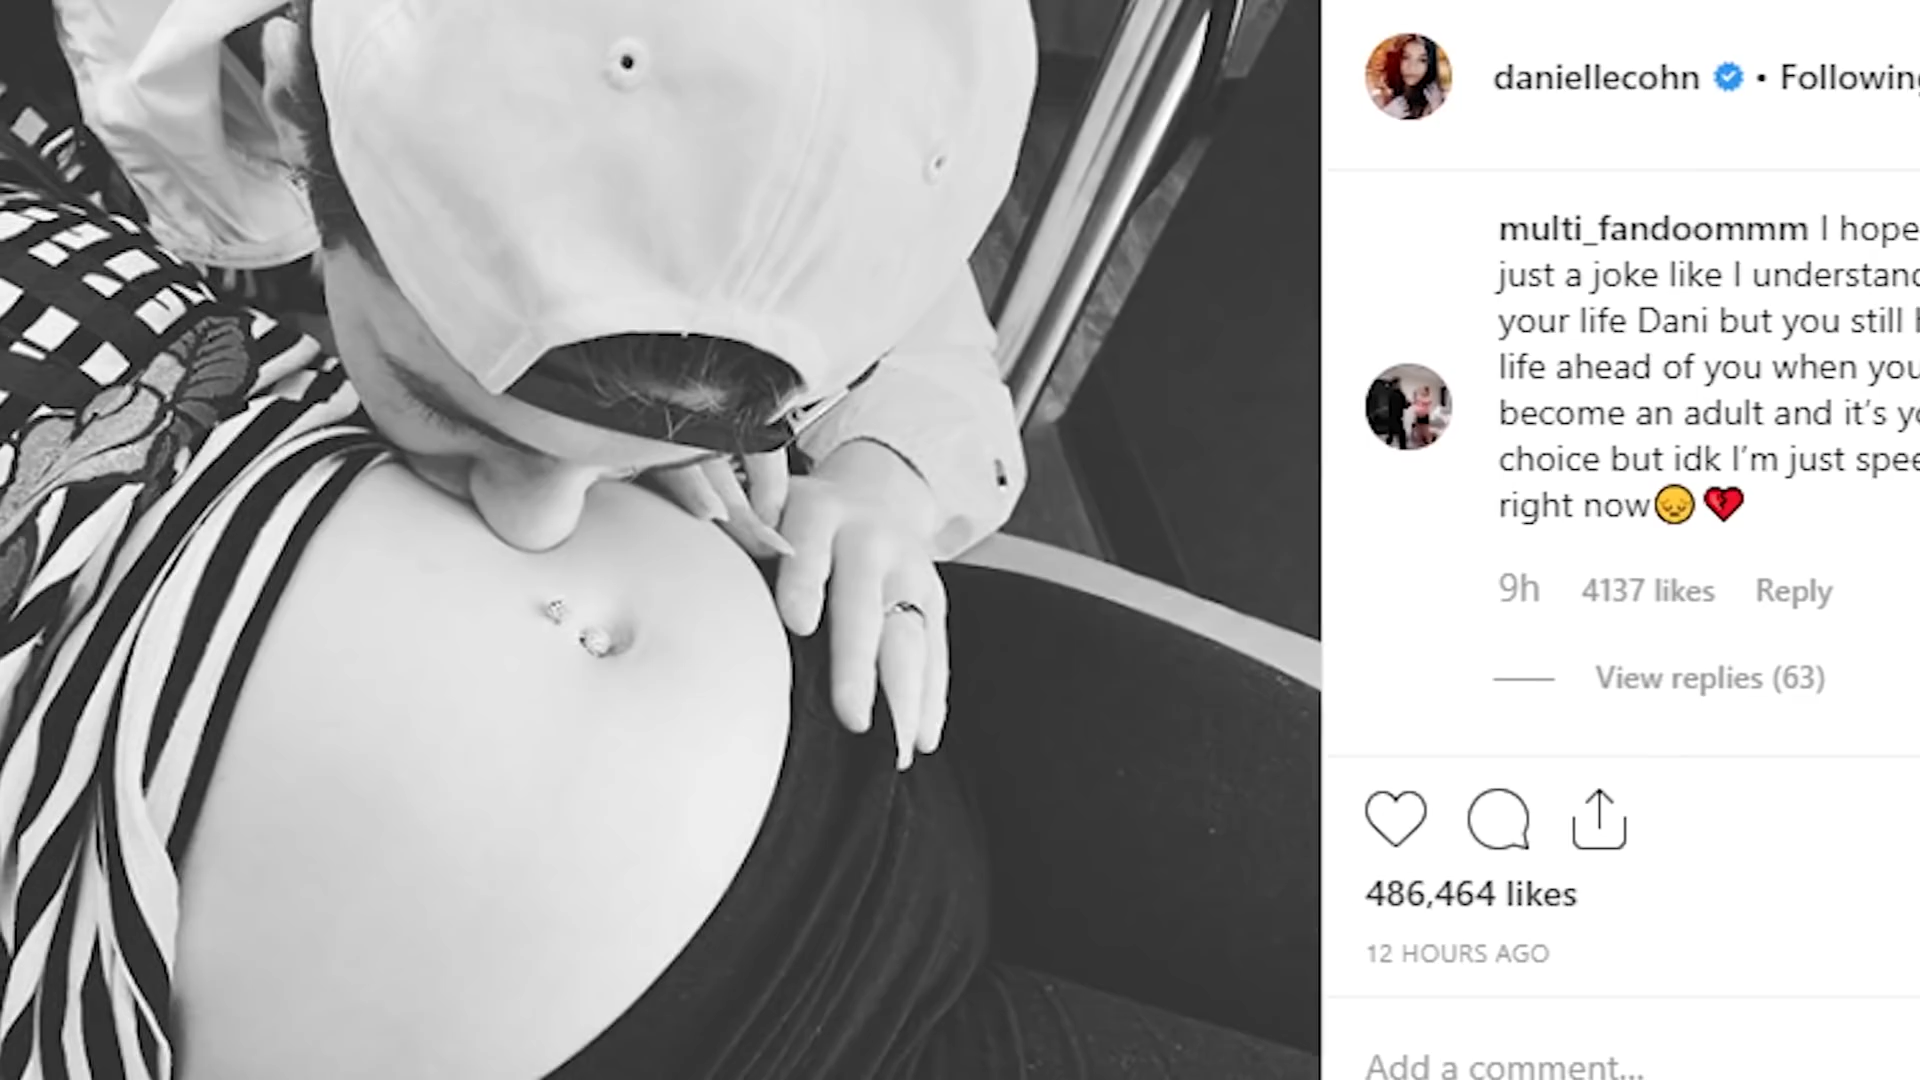 daniellecohn • Following
multi_fandoommm I hope
just a joke like I understand
your life Dani but you still
life ahead of you when you
become an adult and it's
choice but idk I'm just
right now
9h 4137 likes Reply
View replies (63)
486,464 likes
12 HOURS AGO
Add a comment...